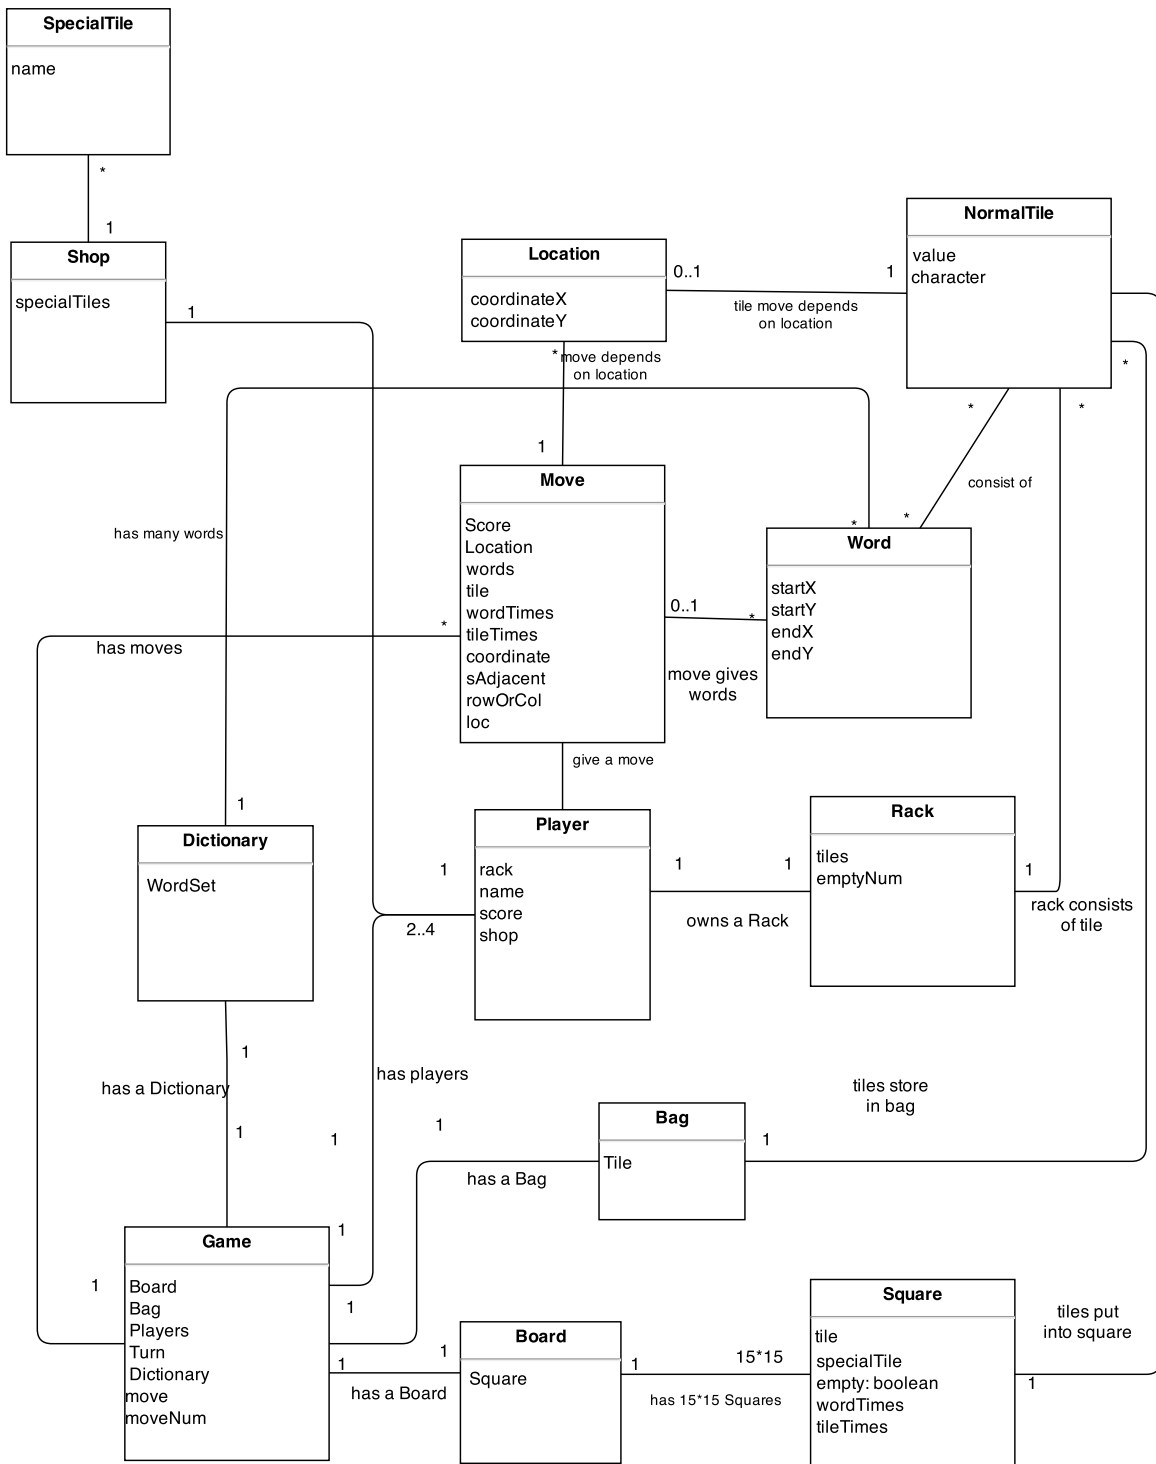 SpecialTile
name
*
1
Shop
specialTiles
1
Location
coordinateX
coordinateY
0..1
1
tile move depends
on location
NormalTile
value
character
*
move depends
on location
1
*
*
*
consist of
*
*
has many words
1
Move
Score
Location
words
tile
wordTimes
tileTimes
coordinate
sAdjacent
rowOrCol
loc
Word
startX
startY
endX
endY
0..1
*
move gives
words
has moves
*
give a move
Dictionary
WordSet
Player
rack
name
score
shop
1
2..4
1
1
owns a Rack
Rack
tiles
emptyNum
1
rack consists
of tile
1
has a Dictionary
1
has players
1
1
has a Bag
Bag
Tile
1
tiles store
in bag
Game
Board
Bag
Players
Turn
Dictionary
move
moveNum
1
1
1
1
1
has a Board
Board
Square
1
15*15
has 15*15 Squares
Square
tile
specialTile
empty: boolean
wordTimes
tileTimes
tiles put
into square
1